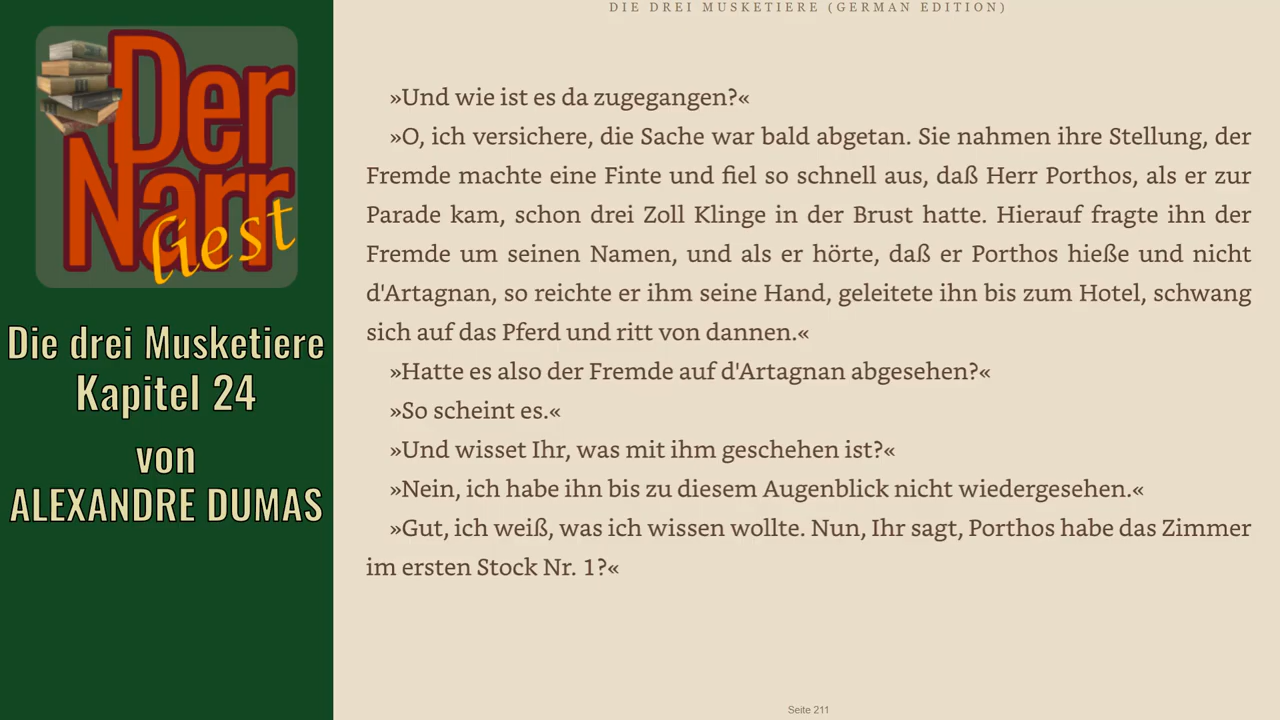 Der
Narr
liest
Die drei Musketiere
Kapitel 24
von
ALEXANDRE DUMAS
DIE DREI MUSKETIERE (GERMAN EDITION)
»Und wie ist es da zugegangen?«
»O, ich versichere, die Sache war bald abgetan. Sie nahmen ihre Stellung, der
Fremde machte eine Finte und fiel so schnell aus, daß Herr Porthos, als er zur
Parade kam, schon drei Zoll Klinge in der Brust hatte. Hierauf fragte ihn der
Fremde um seinen Namen, und als er hörte, daß er Porthos hieße und nicht
d'Artagnan, so reichte er ihm seine Hand, geleitete ihn bis zum Hotel, schwang
sich auf das Pferd und ritt von dannen.«
»Hatte es also der Fremde auf d'Artagnan abgesehen?«
»So scheint es.«
»Und wisset Ihr, was mit ihm geschehen ist?«
»Nein, ich habe ihn bis zu diesem Augenblick nicht wiedergesehen.«
»Gut, ich weiß, was ich wissen wollte. Nun, Ihr sagt, Porthos habe das Zimmer
im ersten Stock Nr. 1?«
Seite 211